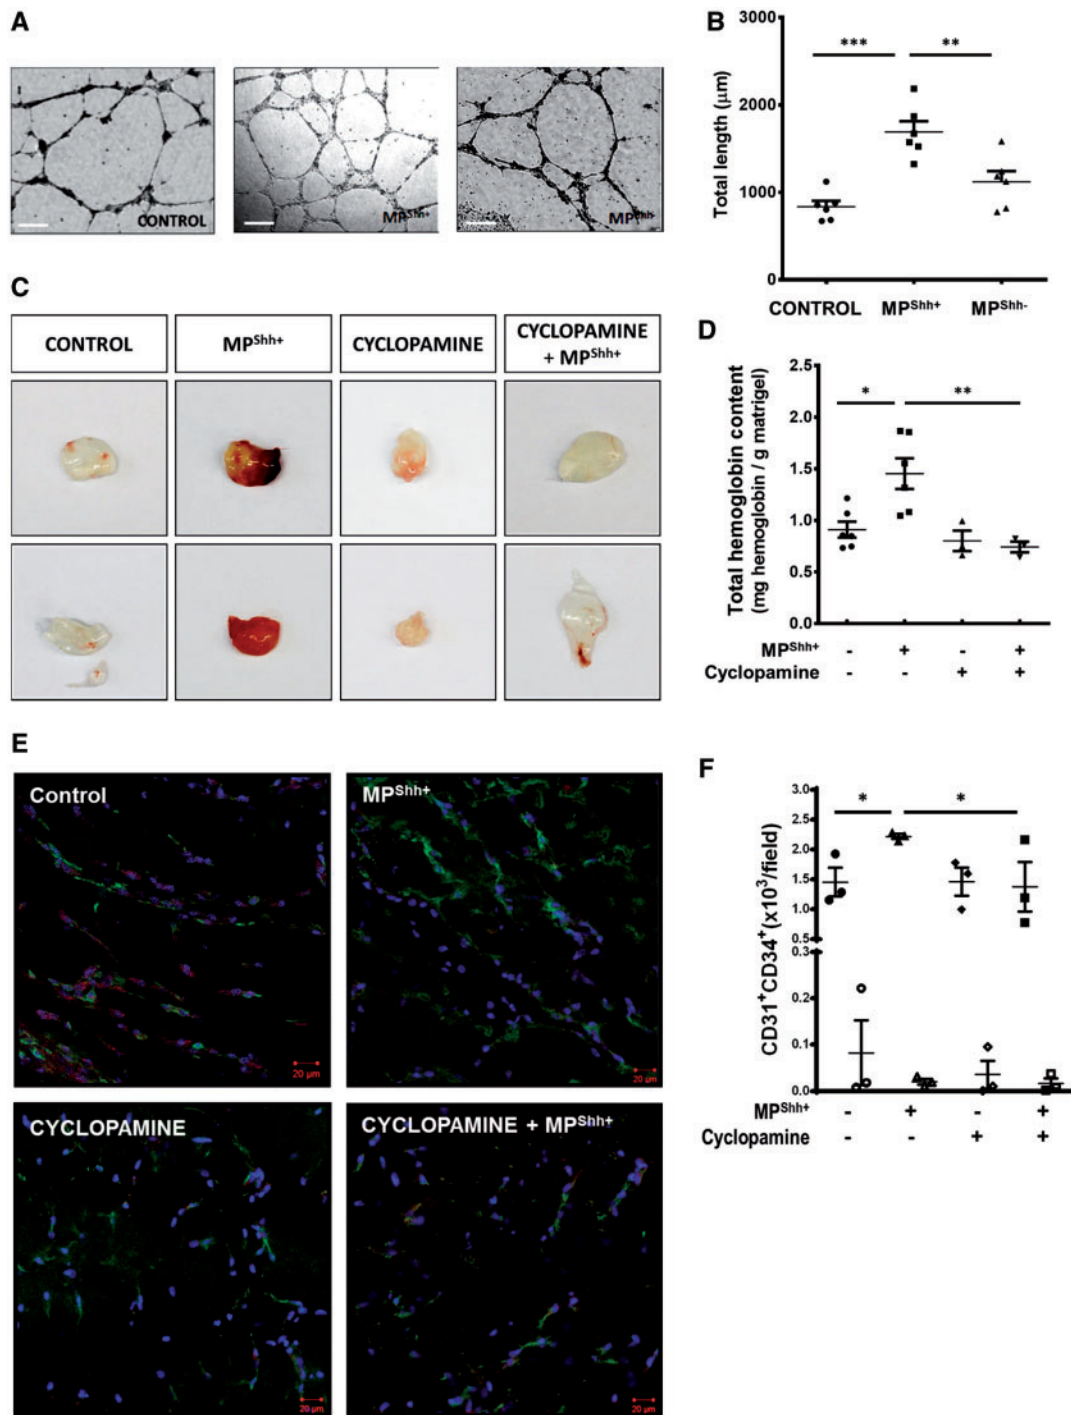 A
CONTROL
MPShh+
MPShh-
B
3000
2000
1000
0
Total length (µm)
***
**
CONTROL
MPShh+
MPShh-
C
CONTROL
MPShh+
CYCLOPAMINE
CYCLOPAMINE
+ MPShh+
D
2.5
2.0
1.5
1.0
0.5
0.0
Total hemoglobin content
(mg hemoglobin / g matrigel)
*
**
MPShh+ - + - +
Cyclopamine - - + +
E
Control
20 µm
MPShh+
20 µm
CYCLOPAMINE
20 µm
CYCLOPAMINE + MPShh+
20 µm
F
3.0
2.5
2.0
1.5
1.0
0.5
0.3
0.2
0.1
0.0
CD31+CD34+(x103/field)
*
*
MPShh+ - + - +
Cyclopamine - - + +